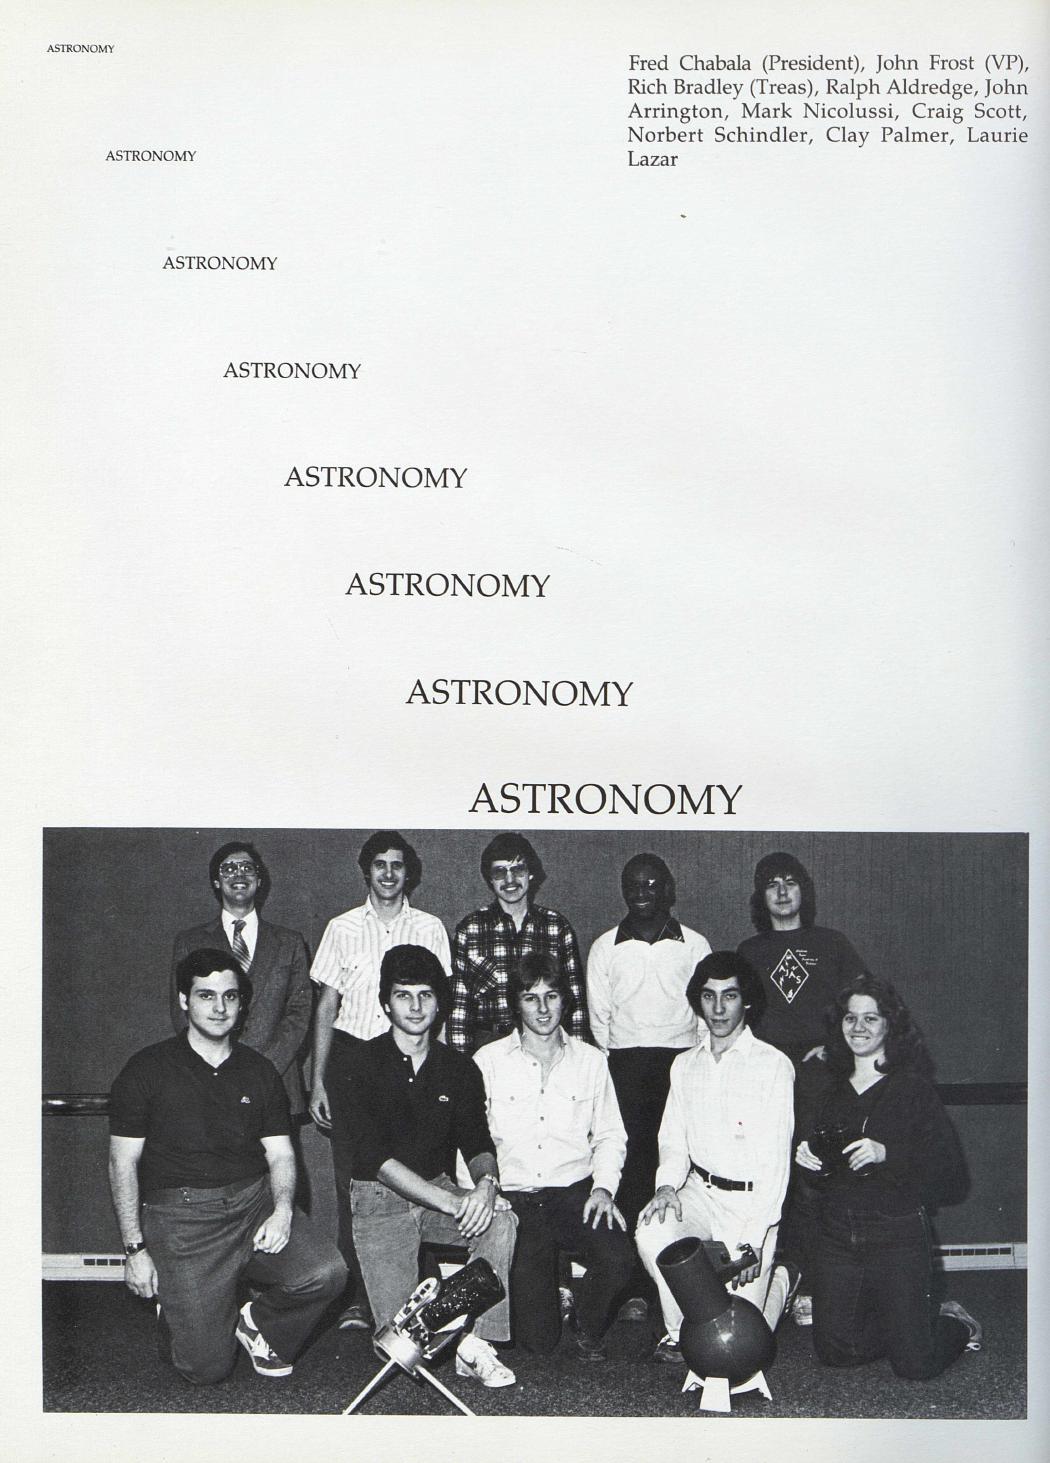 ASTRONOMY
Fred Chabala (President), John Frost (VP),
Rich Bradley (Treas), Ralph Aldredge, John
Arrington, Mark Nicolussi, Craig Scott,
Norbert Schindler, Clay Palmer, Laurie
Lazar
ASTRONOMY
ASTRONOMY
ASTRONOMY
ASTRONOMY
ASTRONOMY
ASTRONOMY
ASTRONOMY